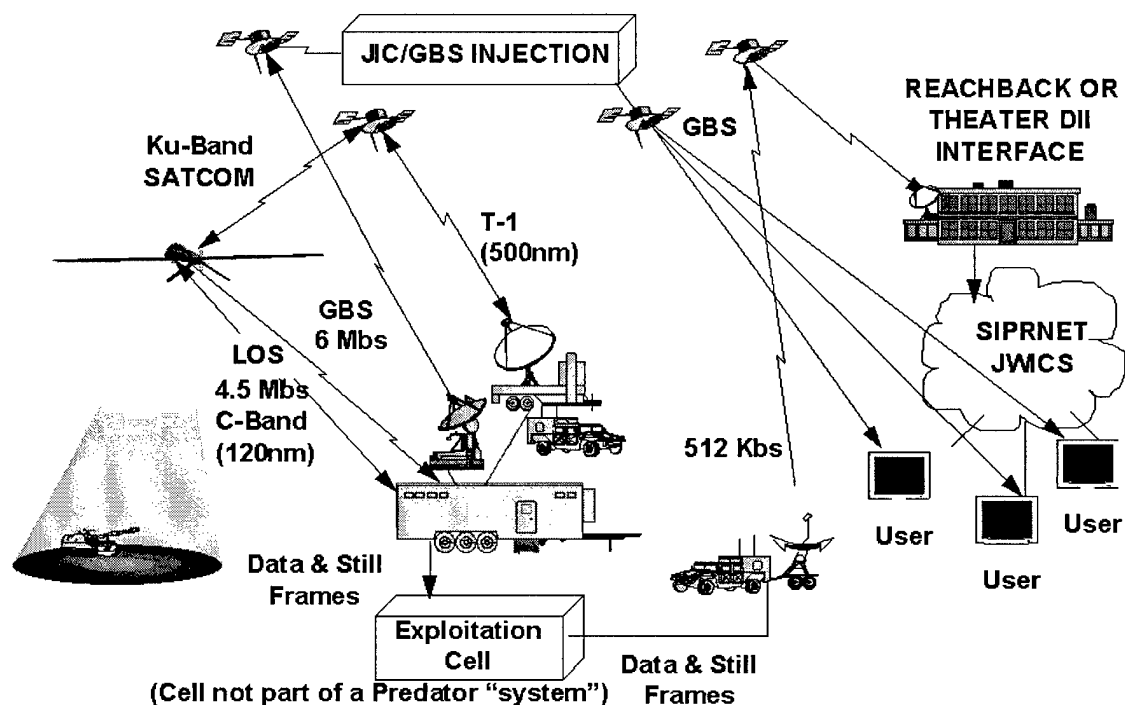 JIC/GBS INJECTION
GBS
REACHBACK OR
THEATER DII
INTERFACE
Ku-Band
SATCOM
T-1
(500nm)
GBS
6 Mbs
LOS
4.5 Mbs
C-Band
(120nm)
SIPRNET
JWICS
512 Kbs
User
User
User
Data & Still
Frames
Exploitation
Cell
Data & Still
Frames
(Cell not part of a Predator “system”)